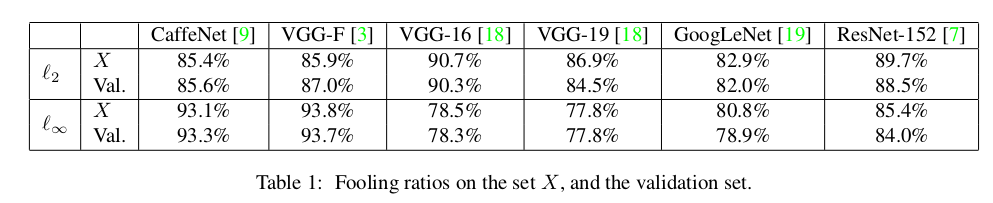 CaffeNet [9] VGG-F [3] VGG-16 [18] VGG-19 [18] GoogLeNet [19] ResNet-152 [7]
ℓ2 X 85.4% 85.9% 90.7% 86.9% 82.9% 89.7%
Val. 85.6% 87.0% 90.3% 84.5% 82.0% 88.5%
ℓ∞ X 93.1% 93.8% 78.5% 77.8% 80.8% 85.4%
Val. 93.3% 93.7% 78.3% 77.8% 78.9% 84.0%
Table 1: Fooling ratios on the set X, and the validation set.